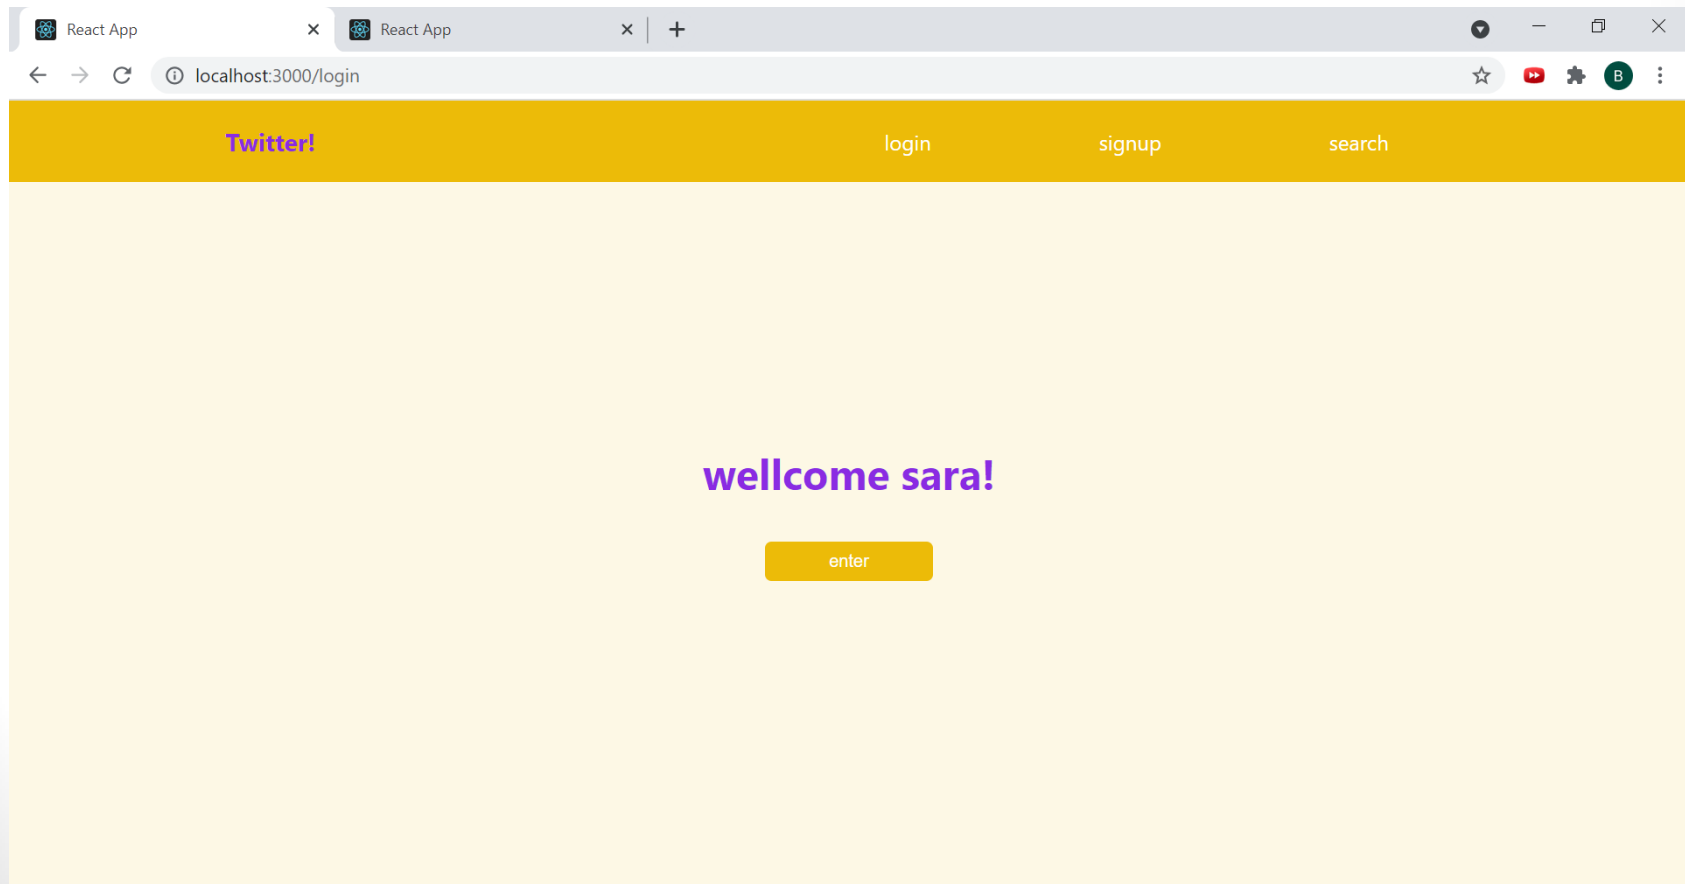 React App
React App
localhost:3000/login
B
Twitter!
login
signup
search
wellcome sara!
enter